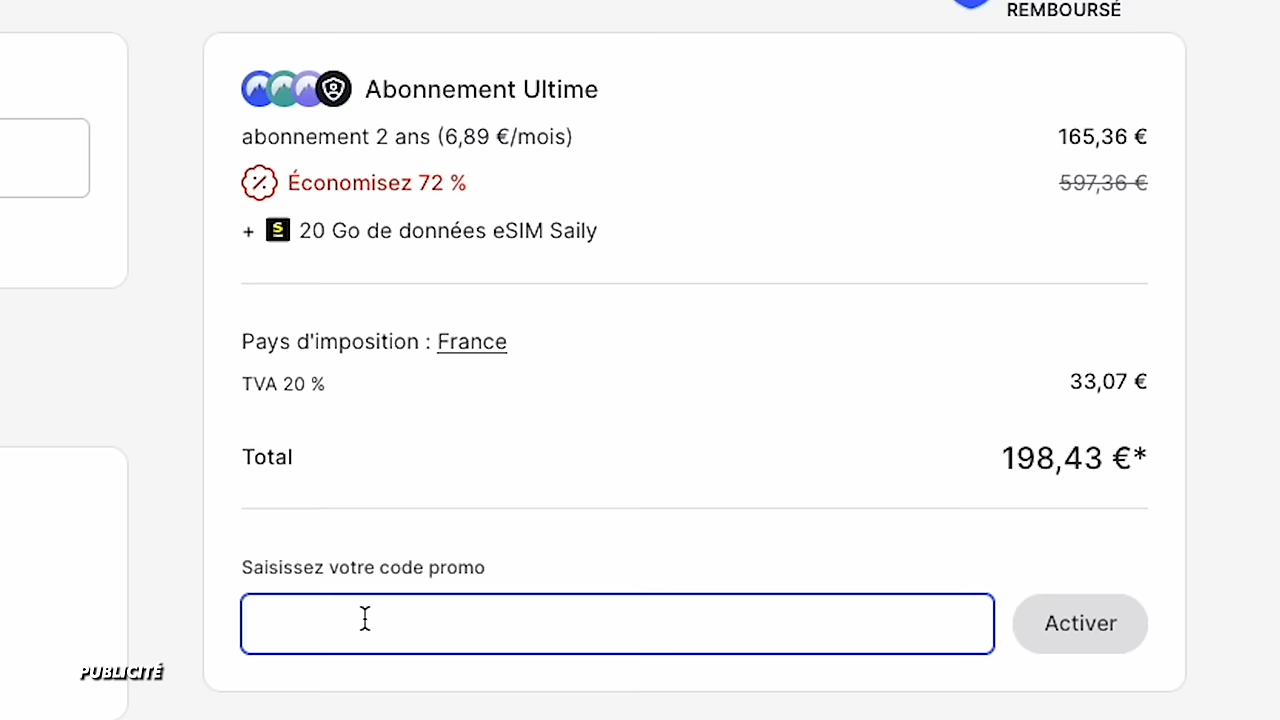 REMBOURSÉ
Abonnement Ultime
abonnement 2 ans (6,89 €/mois) 165,36 €
Économisez 72 % 597,36 €
+ S 20 Go de données eSIM Saily
Pays d'imposition : France
TVA 20 % 33,07 €
Total 198,43 €*
Saisissez votre code promo
Activer
PUBLICITÉ